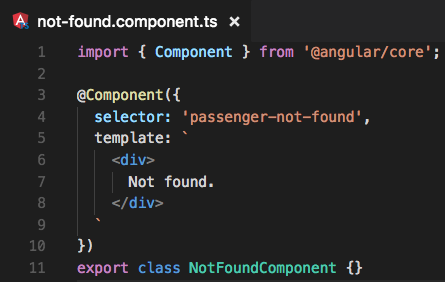 not-found.component.ts ×
1 import { Component } from '@angular/core';
2
3 @Component({
4   selector: 'passenger-not-found',
5   template: `
6     <div>
7       Not found.
8     </div>
9   `
10 })
11 export class NotFoundComponent {}